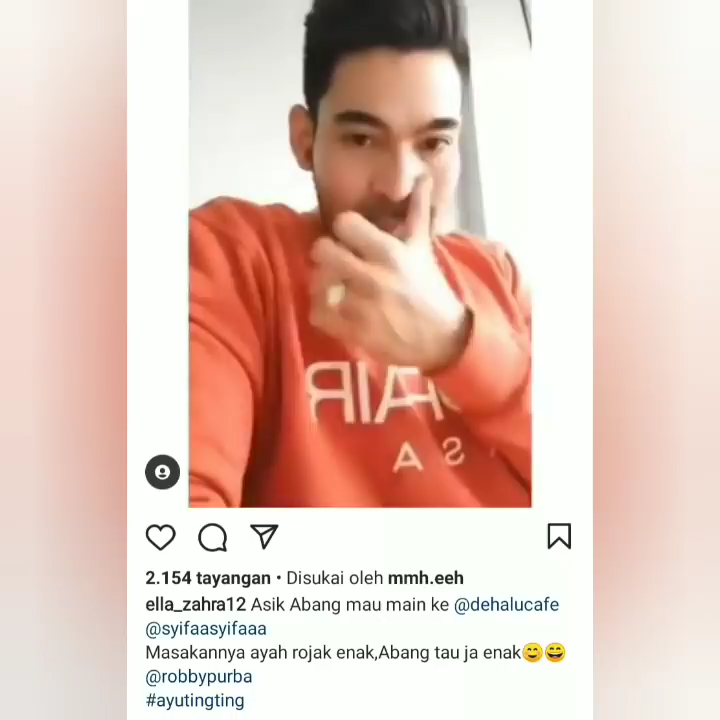 2.154 tayangan • Disukai oleh mmh.eeh
ella_zahra12 Asik Abang mau main ke @dehalucafe
@syifaasyifaaa
Masakannya ayah rojak enak,Abang tau ja enak😊😄
@robbypurba
#ayutingting